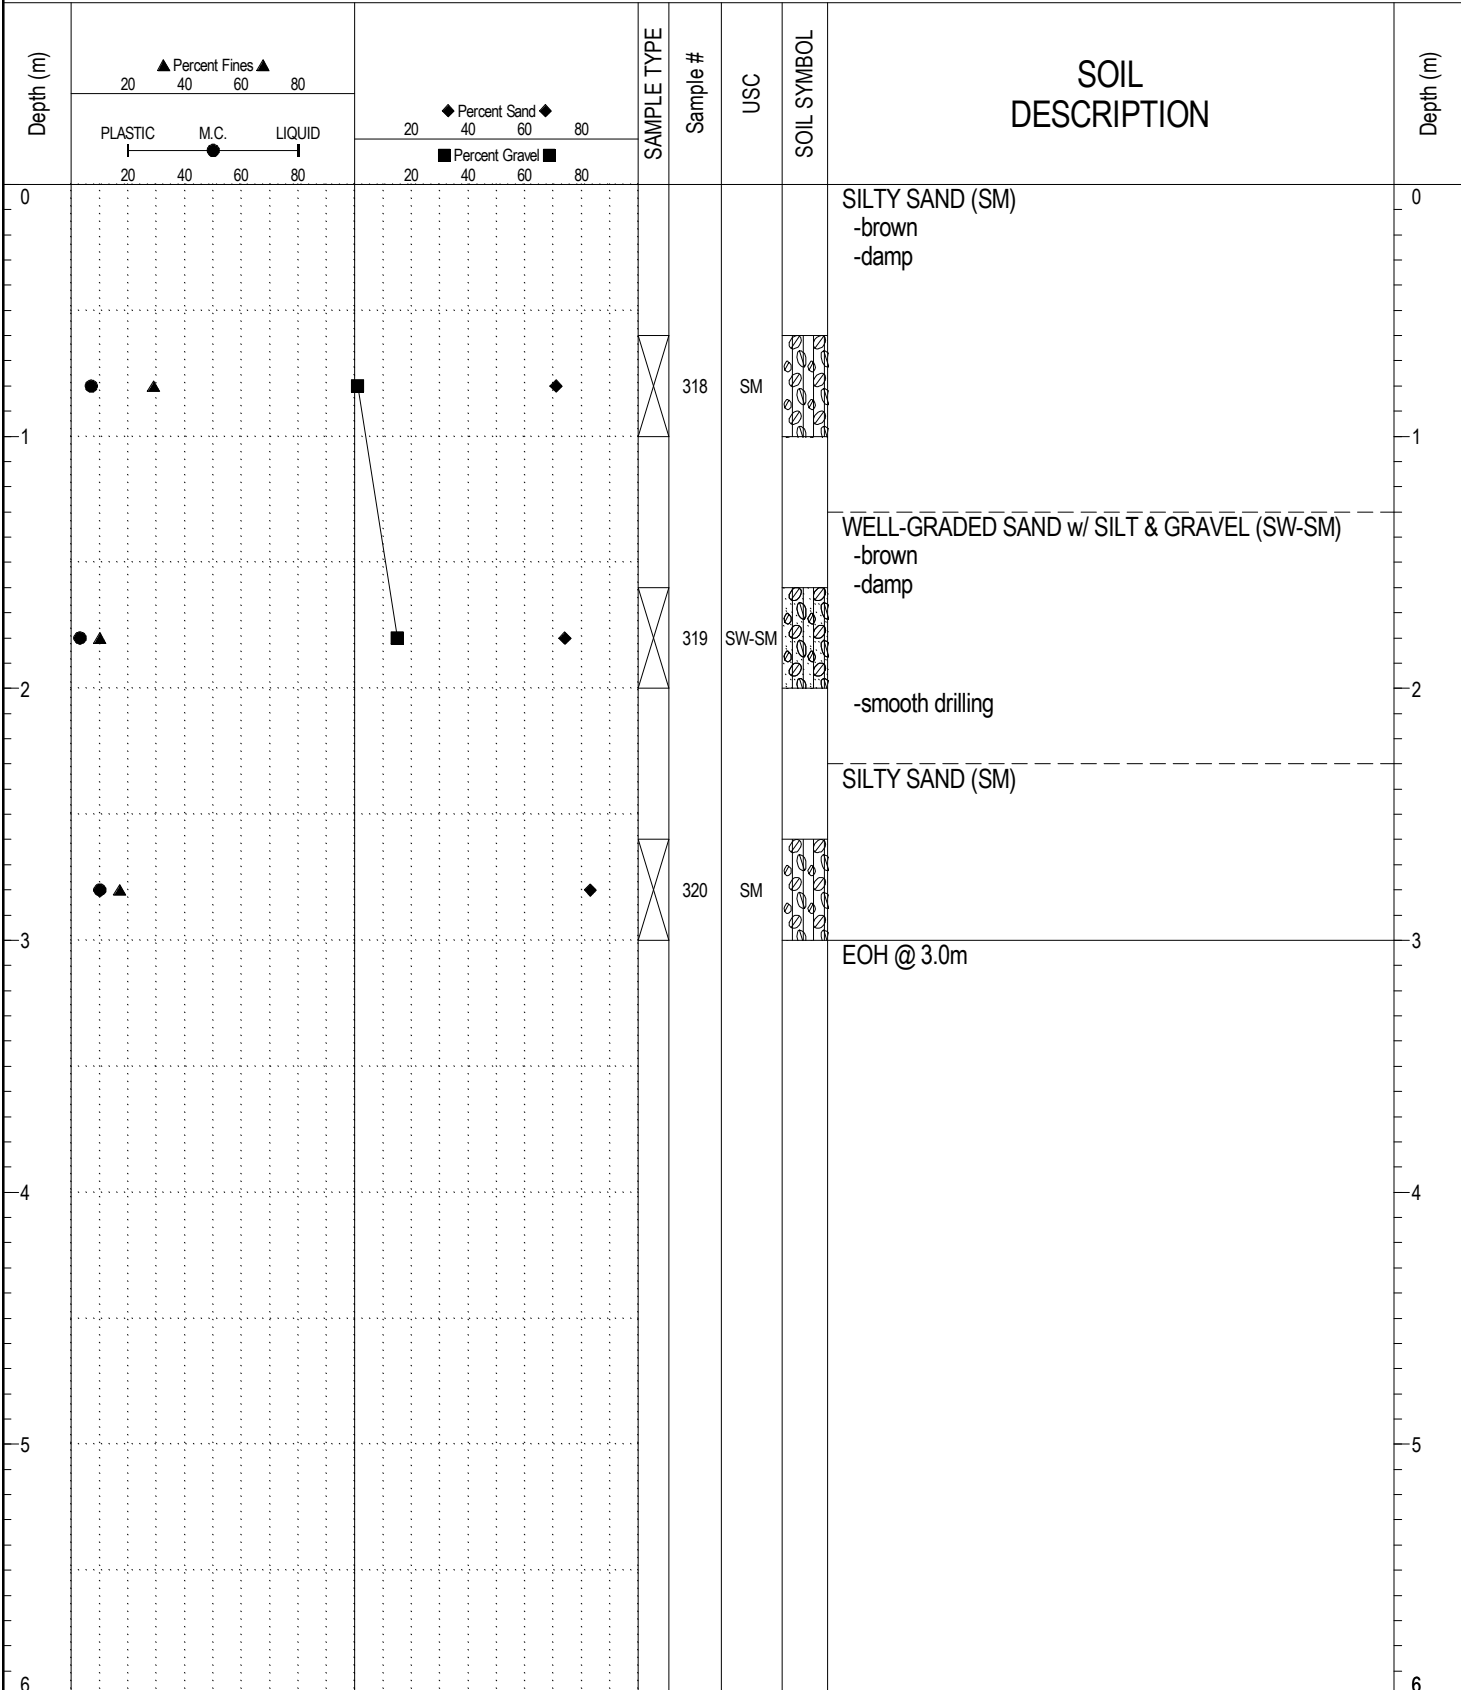 Depth (m)
▲ Percent Fines ▲
20 40 60 80
PLASTIC M.C. LIQUID
20 40 60 80
◆ Percent Sand ◆
20 40 60 80
■ Percent Gravel ■
20 40 60 80
SAMPLE TYPE
Sample #
USC
SOIL SYMBOL
SOIL
DESCRIPTION
Depth (m)
0 0
SILTY SAND (SM)
-brown
-damp
318 SM
1 1
WELL-GRADED SAND w/ SILT & GRAVEL (SW-SM)
-brown
-damp
319 SW-SM
2 2
-smooth drilling
SILTY SAND (SM)
320 SM
3 3
EOH @ 3.0m
4 4
5 5
6 6